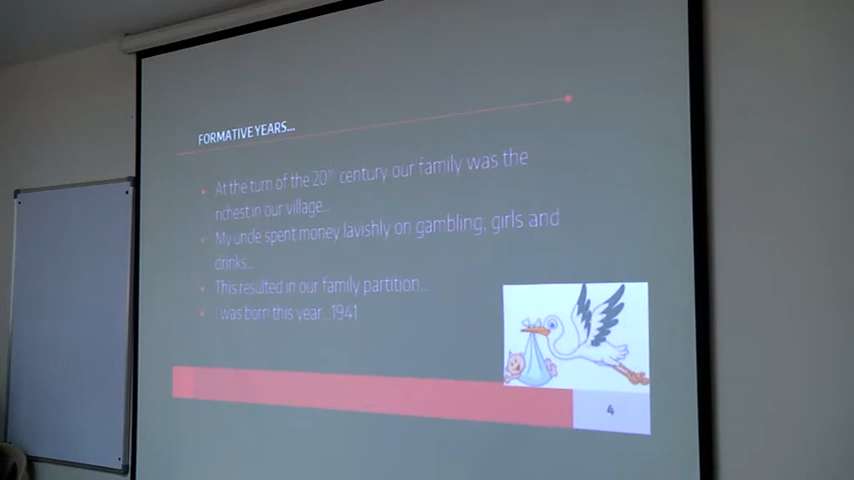 FORMATIVE YEARS...
At the turn of the 20TH century our family was the
richest in our village...
My uncle spent money lavishly on gambling, girls and
drinks...
This resulted in our family partition...
I was born this year...1941
4